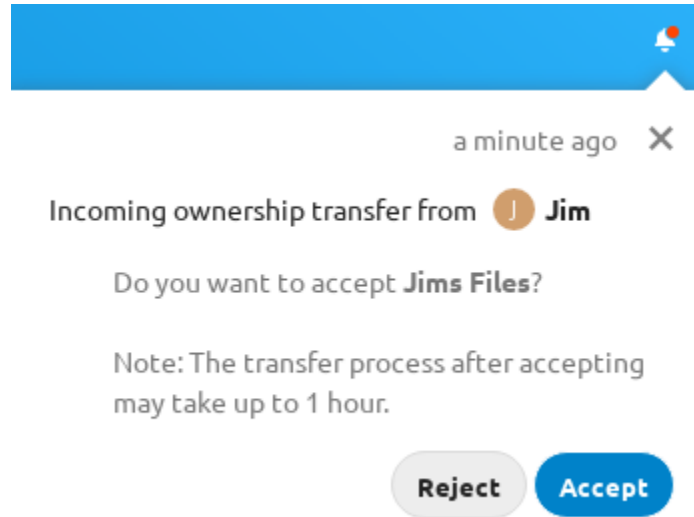 a minute ago
Incoming ownership transfer from J Jim
Do you want to accept Jims Files?
Note: The transfer process after accepting
may take up to 1 hour.
Reject Accept